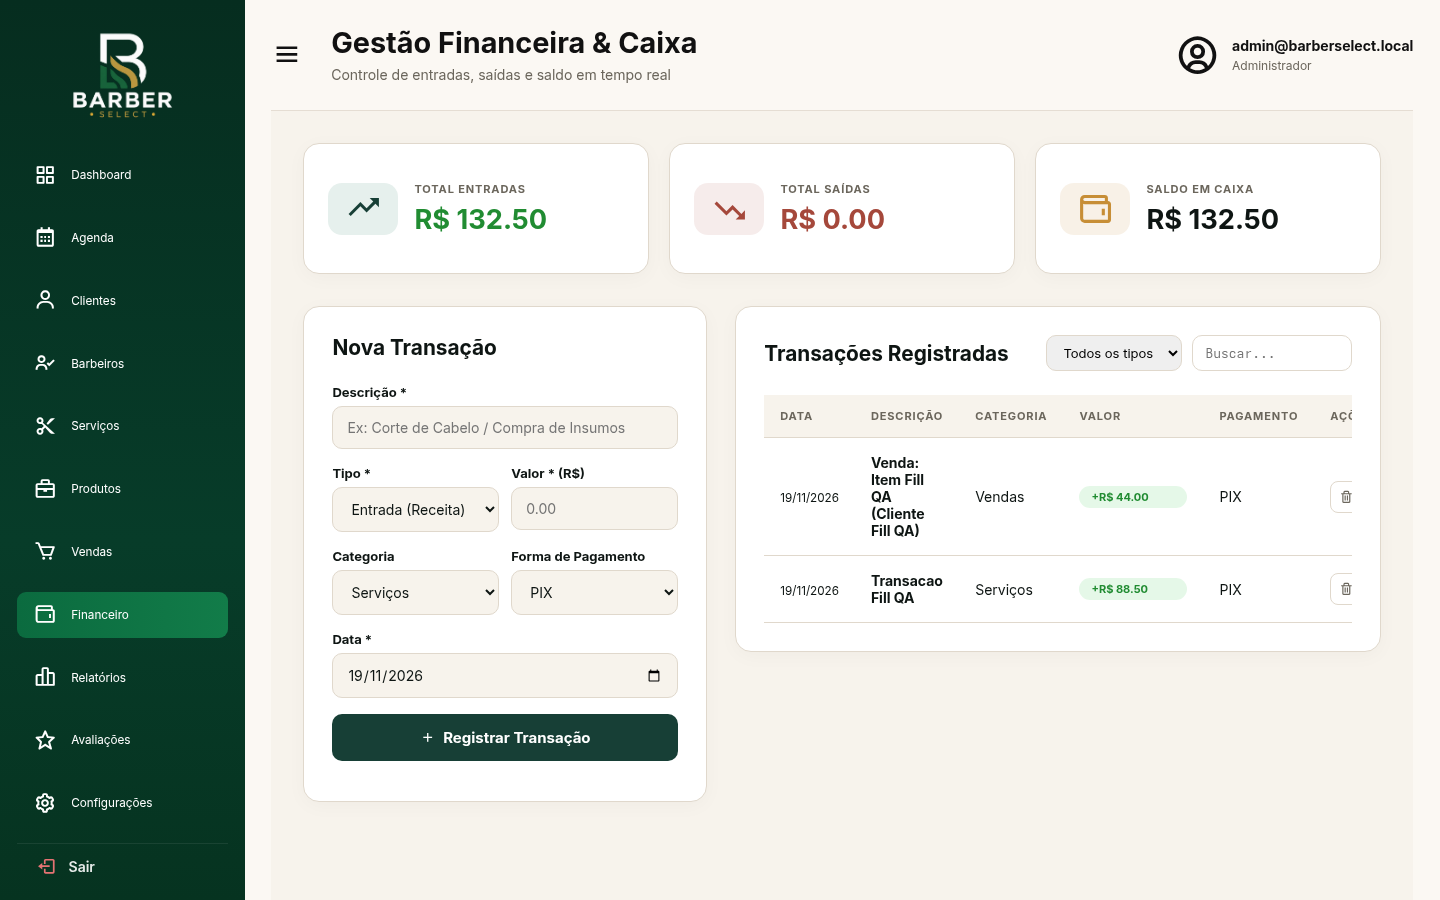 BARBER
• SELECT •
Dashboard
Agenda
Clientes
Barbeiros
Serviços
Produtos
Vendas
Financeiro
Relatórios
Avaliações
Configurações
Sair
Gestão Financeira & Caixa
Controle de entradas, saídas e saldo em tempo real
admin@barberselect.local
Administrador
TOTAL ENTRADAS
R$ 132.50
TOTAL SAÍDAS
R$ 0.00
SALDO EM CAIXA
R$ 132.50
Nova Transação
Descrição *
Ex: Corte de Cabelo / Compra de Insumos
Tipo * Valor * (R$)
Entrada (Receita) 0.00
Categoria Forma de Pagamento
Serviços PIX
Data *
19/11/2026
+ Registrar Transação
Transações Registradas Todos os tipos Buscar...
DATA DESCRIÇÃO CATEGORIA VALOR PAGAMENTO
Venda:
Item Fill
QA
(Cliente
Fill QA)
19/11/2026 Vendas +R$ 44.00 PIX
Transacao
Fill QA
19/11/2026 Serviços +R$ 88.50 PIX